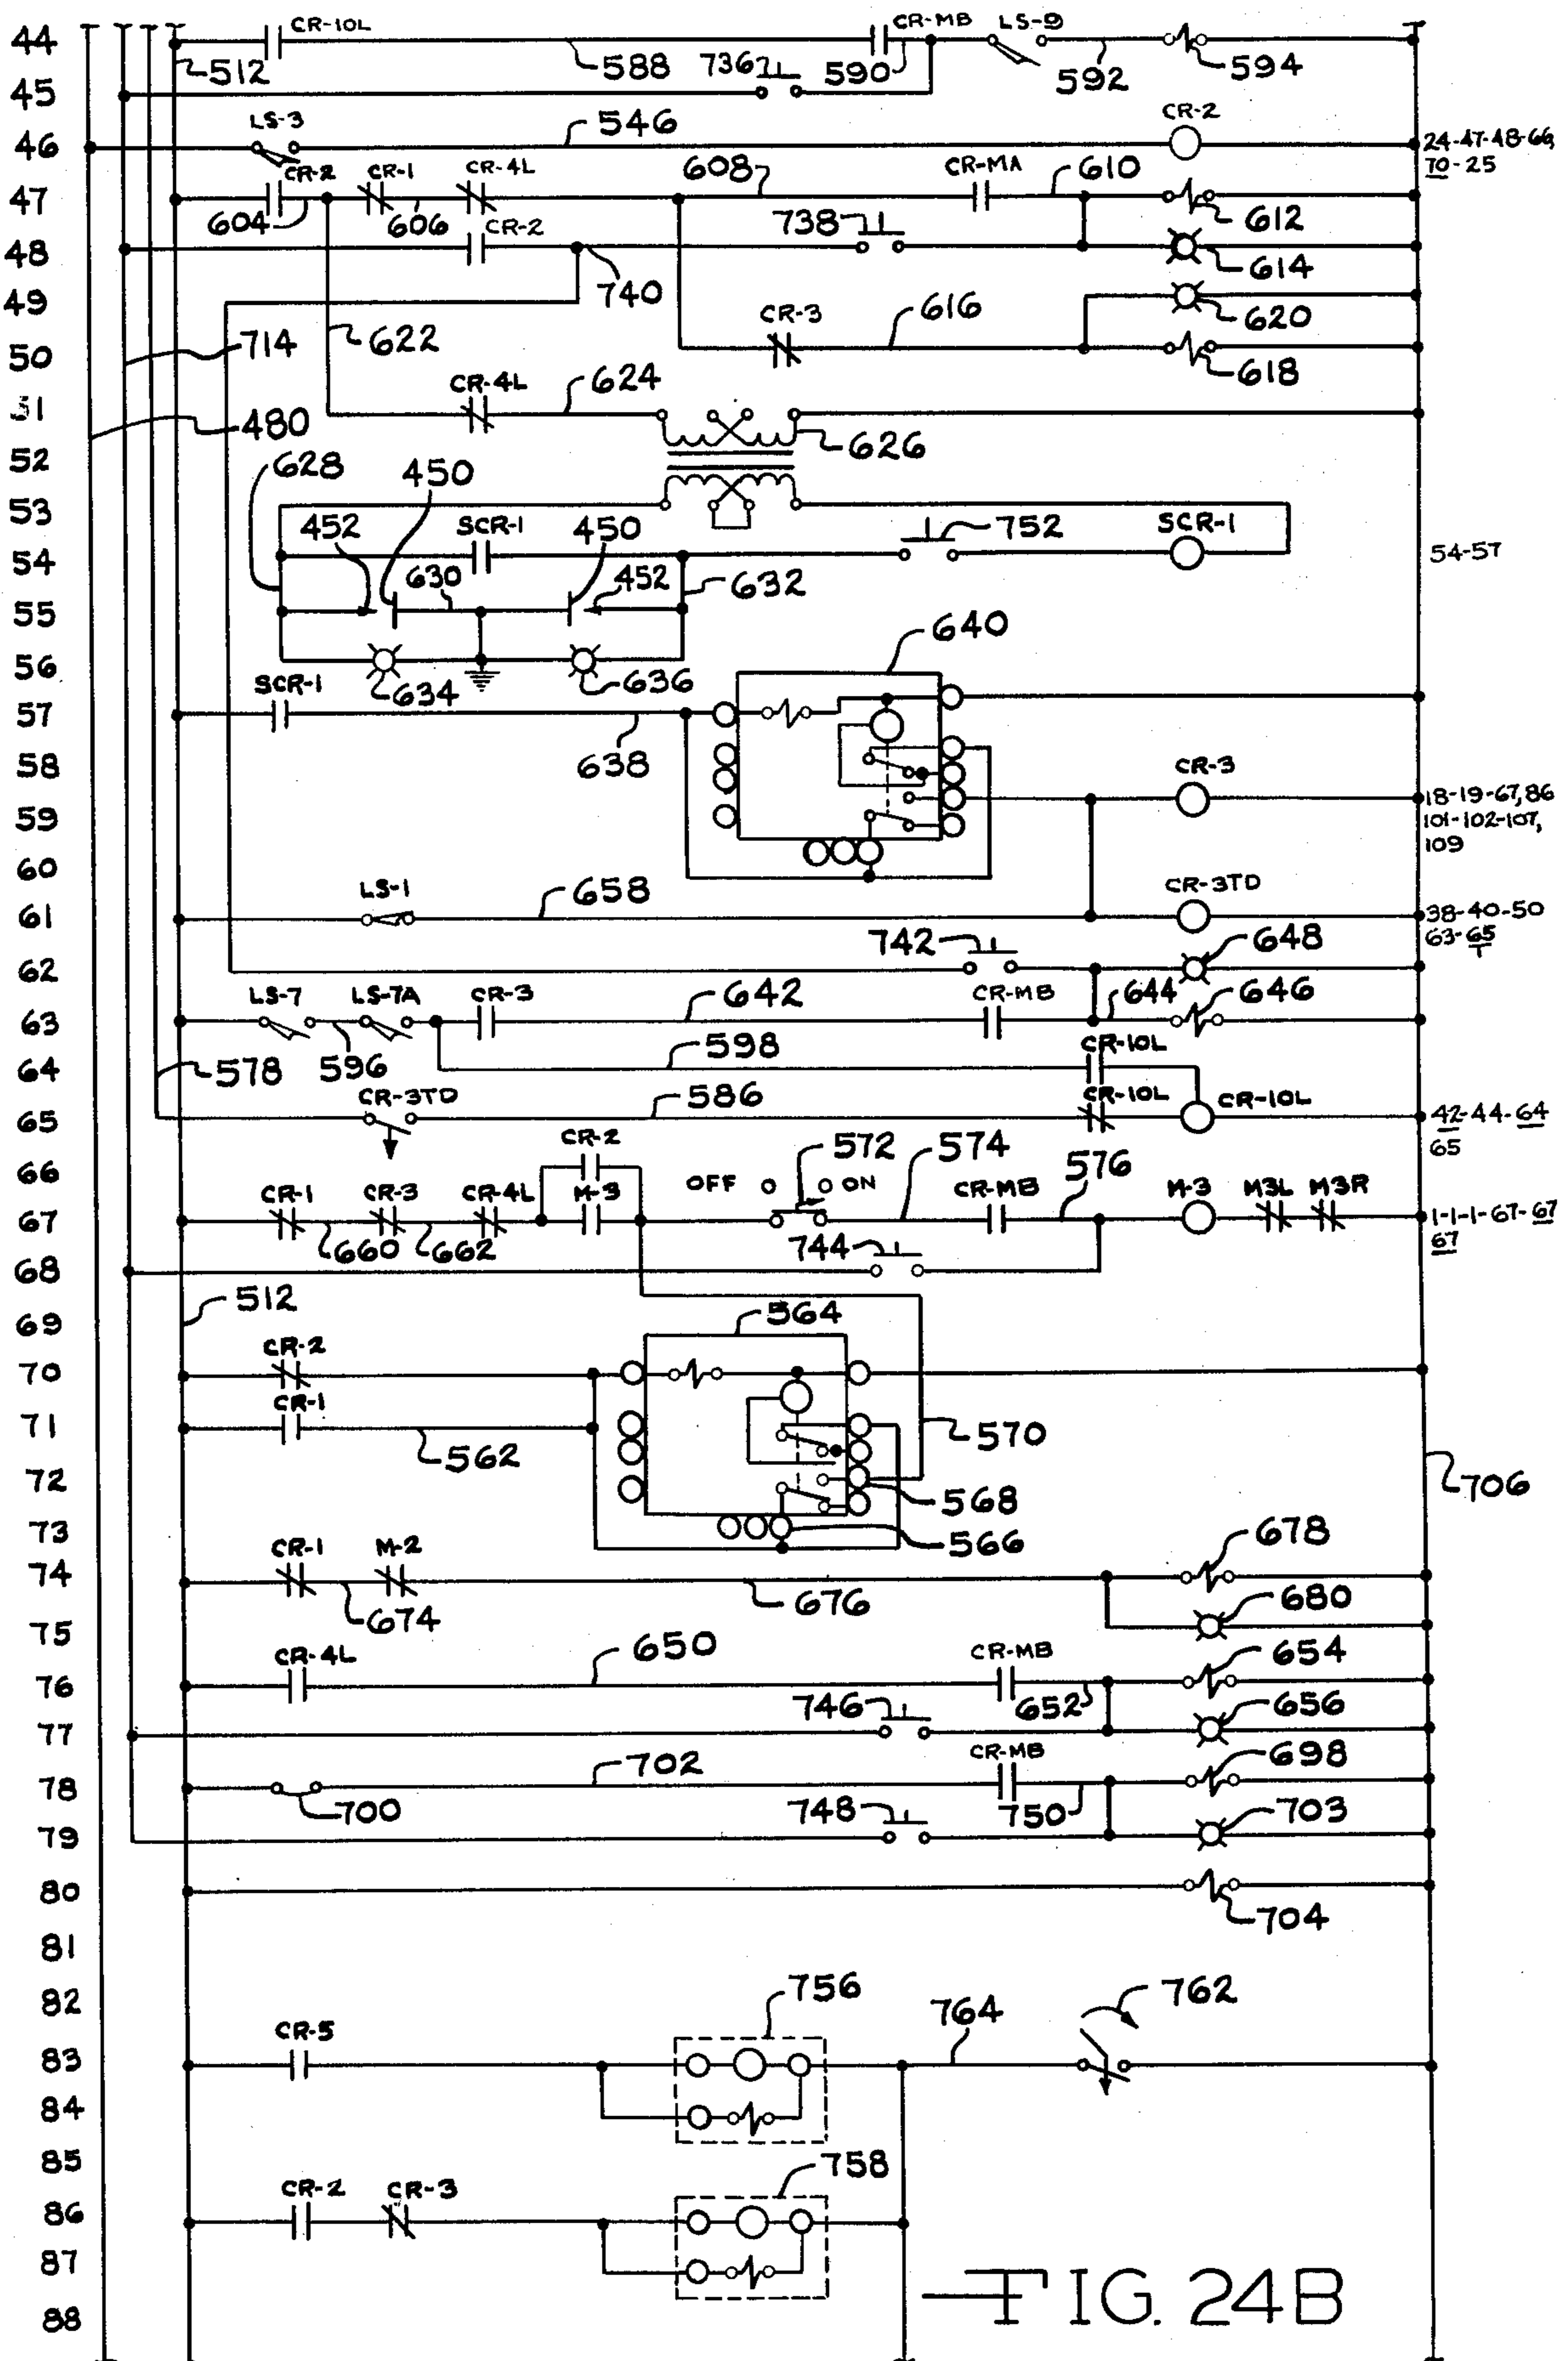 44 CR-10L CR-MB LS-9
512 588 736 590 592 594
45
46 LS-3 546 CR-2 24-47-48-66,
70-25
47 CR-2 CR-1 CR-4L 608 CR-MA 610
604 606 738 612
48 CR-2 614
49 740
CR-3 616 620
50 714 622 618
51 CR-4L 624
480 626
52 628 450
53 452 SCR-1 450 752 SCR-1
54 54-57
630 452 632
55
56 640
SCR-1 634 636
57
58 638 CR-3
59 18-19-67,86
101-102-107,
109
60
61 LS-1 658 CR-3TD 38-40-50
63-65
T
62 742 648
63 LS-7 LS-7A CR-3 642 CR-MB 644 646
64 578 596 598 CR-10L
65 CR-3TD 586 CR-10L CR-10L 42-44-64
65
66 CR-2 572 574 576
OFF ON
67 CR-1 CR-3 CR-4L M-3 CR-MB M-3 M3L M3R 1-1-1-67-67
67
660 662 744
68
69 512 564
70 CR-2
71 CR-1 570
562
72 568 706
73 566 678
74 CR-1 M-2
674 676 680
75
76 CR-4L 650 CR-MB 654
652
77 746 656
78 702 CR-MB 698
700 750
79 748 703
80
704
81
82 756 764 762
83 CR-5
84
85
86 CR-2 CR-3 758
87
88
FIG. 24B